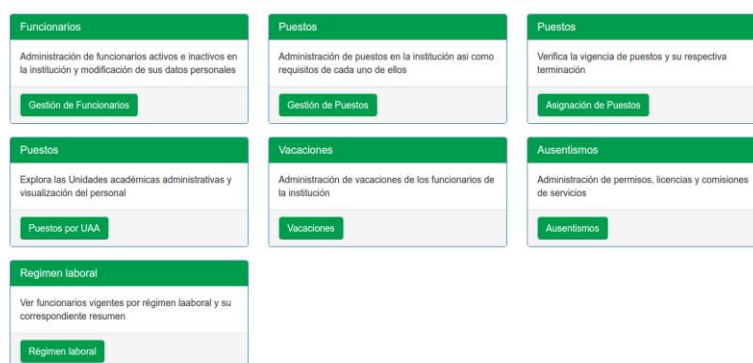 Funcionarios
Administración de funcionarios activos e inactivos en
la institución y modificación de sus datos personales
Gestión de Funcionarios
Puestos
Administración de puestos en la institución asi como
requisitos de cada uno de ellos
Gestión de Puestos
Puestos
Verifica la vigencia de puestos y su respectiva
terminación
Asignación de Puestos
Puestos
Explora las Unidades académicas administrativas y
visualización del personal
Puestos por UAA
Vacaciones
Administración de vacaciones de los funcionarios de
la institución
Vacaciones
Ausentismos
Administración de permisos, licencias y comisiones
de servicios
Ausentismos
Regimen laboral
Ver funcionarios vigentes por régimen laaboral y su
correspondiente resumen
Régimen laboral